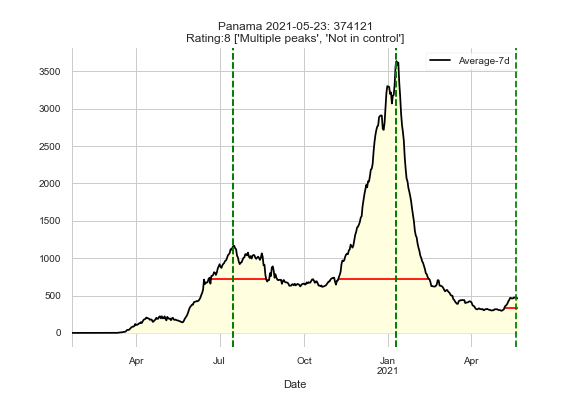 Panama 2021-05-23: 374121
Rating:8 ['Multiple peaks', 'Not in control']
Average-7d
3500
3000
2500
2000
1500
1000
500
0
Apr Jul Oct Jan Apr
2021
Date